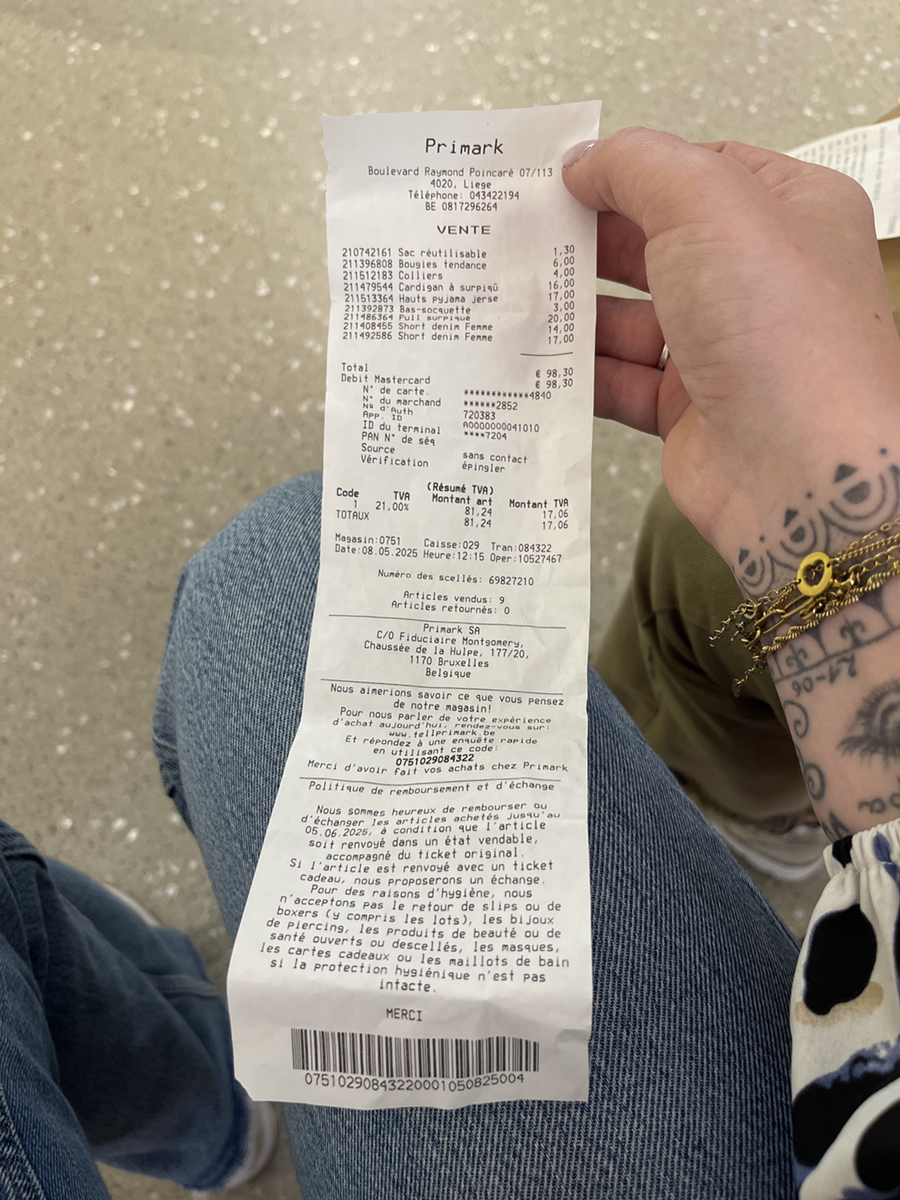 Primark
Boulevard Raymond Poincaré 07/113
4020, Liege
Téléphone: 043422194
BE 0817296264
VENTE
210742161 Sac réutilisable 1,30
211396808 Bougies tendance 6,00
211512183 Colliers 4,00
211479544 Cardigan à surpiqû 16,00
211513364 Hauts pyjama jerse 17,00
211392873 Bas-socquette 3,00
211486364 Pull surpiqué 20,00
211408455 Short denim Femme 14,00
211492586 Short denim Femme 17,00
Total € 98,30
Debit Mastercard € 98,30
N° de carte. ************4840
N° du marchand ******2852
Nº d'Auth 720383
App. ID A0000000041010
ID du terminal ****7204
PAN N° de séq
Source sans contact
Vérification épingler
(Résumé TVA)
Code TVA Montant art Montant TVA
1 21,00% 81,24 17,06
TOTAUX 81,24 17,06
Magasin:0751 Caisse:029 Tran:084322
Date:08.05.2025 Heure:12:15 Oper:10527467
Numéro des scellés: 69827210
Articles vendus: 9
Articles retournés: 0
Primark SA
C/O Fiduciaire Montgomery,
Chaussée de la Hulpe, 177/20,
1170 Bruxelles
Belgique
Nous aimerions savoir ce que vous pensez
de notre magasin!
Pour nous parler de votre expérience
d'achat aujourd'hui, rendez-vous sur:
www.tellprimark.be
Et répondez à une enquête rapide
en utilisant ce code:
0751029084322
Merci d'avoir fait vos achats chez Primark
Politique de remboursement et d'échange
Nous sommes heureux de rembourser ou
d'échanger les articles achetés jusqu'au
05.06.2025, à condition que l'article
soit renvoyé dans un état vendable,
accompagné du ticket original.
Si l'article est renvoyé avec un ticket
cadeau, nous proposerons un échange.
Pour des raisons d'hygiène, nous
n'acceptons pas le retour de slips ou de
boxers (y compris les lots), les bijoux
de piercing, les produits de beauté ou de
santé ouverts ou descellés, les masques,
les cartes cadeaux ou les maillots de bain
si la protection hygiénique n'est pas
intacte.
MERCI
07510290843220001050825004